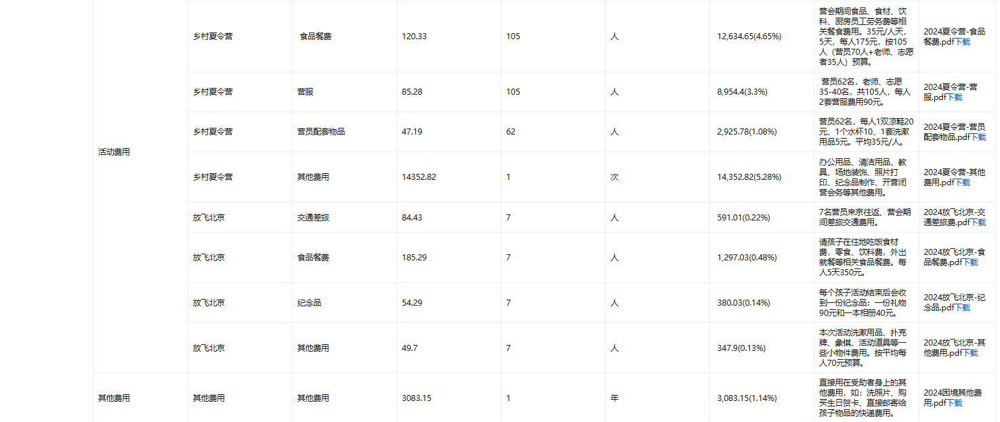 营会期间食品、食材、饮
料、厨房员工劳务费等相
关餐食费用。35元/人天，
5天，每人175元，按105
人（营员70人+老师、志愿
者35人）预算。
乡村夏令营 食品餐费 120.33 105 人 12,634.65(4.65%)
2024夏令营-食品
餐费.pdf下载
营员62名，老师、志愿
35-40名，共105人，每人
2套营服费用90元。
乡村夏令营 营服 85.28 105 人 8,954.4(3.3%)
2024夏令营-营
服.pdf下载
营员62名，每人1双凉鞋20
元、1个水杯10、1套洗漱
用品5元。平均35元/人。
乡村夏令营 营员配套物品 47.19 62 人 2,925.78(1.08%)
2024夏令营-营员
配套物品.pdf下载
活动费用
办公用品、清洁用品、教
具、场地装饰、照片打
印、纪念品制作、开营闭
营会务等其他费用。
乡村夏令营 其他费用 14352.82 1 次 14,352.82(5.28%)
2024夏令营-其他
费用.pdf下载
放飞北京 交通差旅 84.43 7 人 591.01(0.22%)
7名营员来京往返、营会期
间差旅交通费用。
2024放飞北京-交
通差旅费.pdf下载
请孩子在住地吃饭食材
费，零食、饮料费，外出
就餐等相关食品餐费。每
人5天350元。
放飞北京 食品餐费 185.29 7 人 1,297.03(0.48%)
2024放飞北京-食
品餐费.pdf下载
每个孩子活动结束后会收
到一份纪念品：一份礼物
90元和一本相册40元。
放飞北京 纪念品 54.29 7 人 380.03(0.14%)
2024放飞北京-纪
念品.pdf下载
本次活动洗漱用品、扑克
牌、象棋、活动道具等一
些小物件费用。按平均每
人70元预算。
放飞北京 其他费用 49.7 7 人 347.9(0.13%)
2024放飞北京-其
他费用.pdf下载
直接用在受助者身上的其
他费用，如：洗照片、购
买生日贺卡、直接邮寄给
孩子物品的快递费用。
其他费用 其他费用 其他费用 3083.15 1 年 3,083.15(1.14%)
2024困境其他费
用.pdf下载